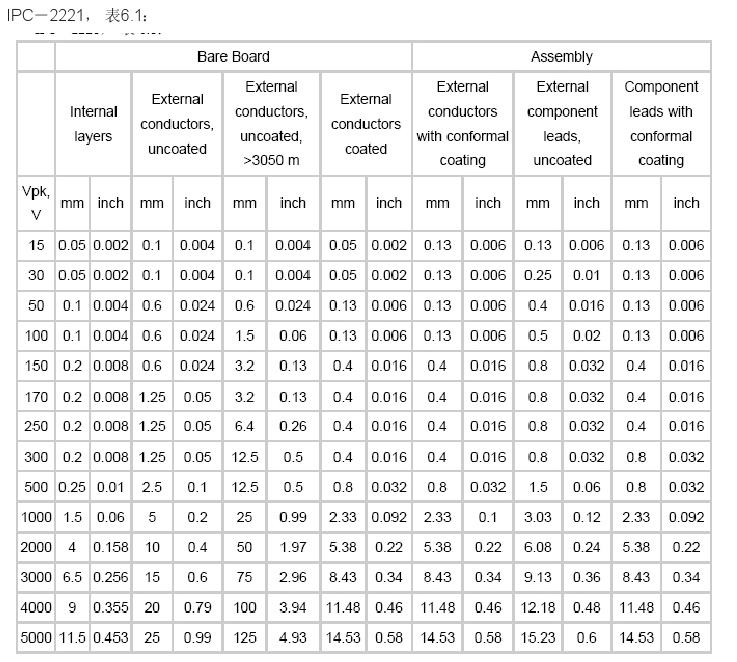 IPC－2221， 表6.1：
Bare Board Assembly
Internal layers External conductors, uncoated External conductors, uncoated, >3050 m External conductors coated External conductors with conformal coating External component leads, uncoated Component leads with conformal coating
Vpk, V mm inch mm inch mm inch mm inch mm inch mm inch mm inch
15 0.05 0.002 0.1 0.004 0.1 0.004 0.05 0.002 0.13 0.006 0.13 0.006 0.13 0.006
30 0.05 0.002 0.1 0.004 0.1 0.004 0.05 0.002 0.13 0.006 0.25 0.01 0.13 0.006
50 0.1 0.004 0.6 0.024 0.6 0.024 0.13 0.006 0.13 0.006 0.4 0.016 0.13 0.006
100 0.1 0.004 0.6 0.024 1.5 0.06 0.13 0.006 0.13 0.006 0.5 0.02 0.13 0.006
150 0.2 0.008 0.6 0.024 3.2 0.13 0.4 0.016 0.4 0.016 0.8 0.032 0.4 0.016
170 0.2 0.008 1.25 0.05 3.2 0.13 0.4 0.016 0.4 0.016 0.8 0.032 0.4 0.016
250 0.2 0.008 1.25 0.05 6.4 0.26 0.4 0.016 0.4 0.016 0.8 0.032 0.4 0.016
300 0.2 0.008 1.25 0.05 12.5 0.5 0.4 0.016 0.4 0.016 0.8 0.032 0.8 0.032
500 0.25 0.01 2.5 0.1 12.5 0.5 0.8 0.032 0.8 0.032 1.5 0.06 0.8 0.032
1000 1.5 0.06 5 0.2 25 0.99 2.33 0.092 2.33 0.1 3.03 0.12 2.33 0.092
2000 4 0.158 10 0.4 50 1.97 5.38 0.22 5.38 0.22 6.08 0.24 5.38 0.22
3000 6.5 0.256 15 0.6 75 2.96 8.43 0.34 8.43 0.34 9.13 0.36 8.43 0.34
4000 9 0.355 20 0.79 100 3.94 11.48 0.46 11.48 0.46 12.18 0.48 11.48 0.46
5000 11.5 0.453 25 0.99 125 4.93 14.53 0.58 14.53 0.58 15.23 0.6 14.53 0.58